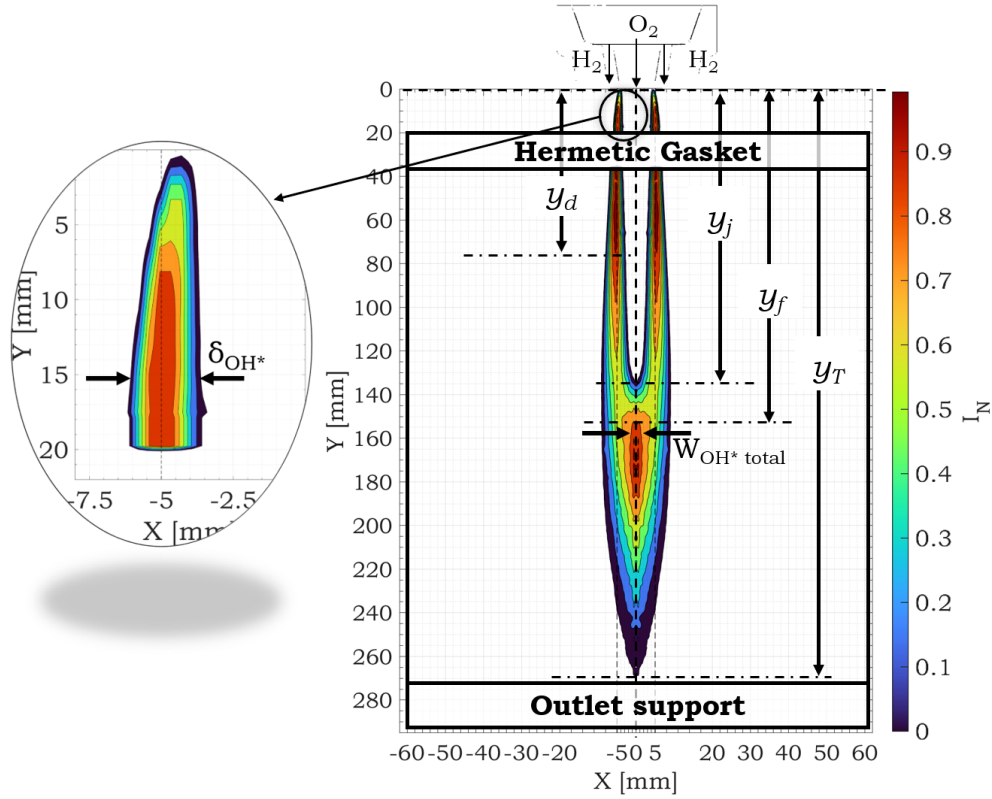 O2
H2 H2
0
20
40
60
80
100
120
140
160
180
200
220
240
260
280
Y [mm]
Hermetic Gasket
yd
yj
yf
yT
WOH* total
Outlet support
-60 -40 -30 -20 -5 0 5 20 30 40 50 60
X [mm]
0.9
0.8
0.7
0.6
0.5
0.4
0.3
0.2
0.1
0
IN
5
10
15
20
Y [mm]
δOH*
-7.5 -5 -2.5
X [mm]